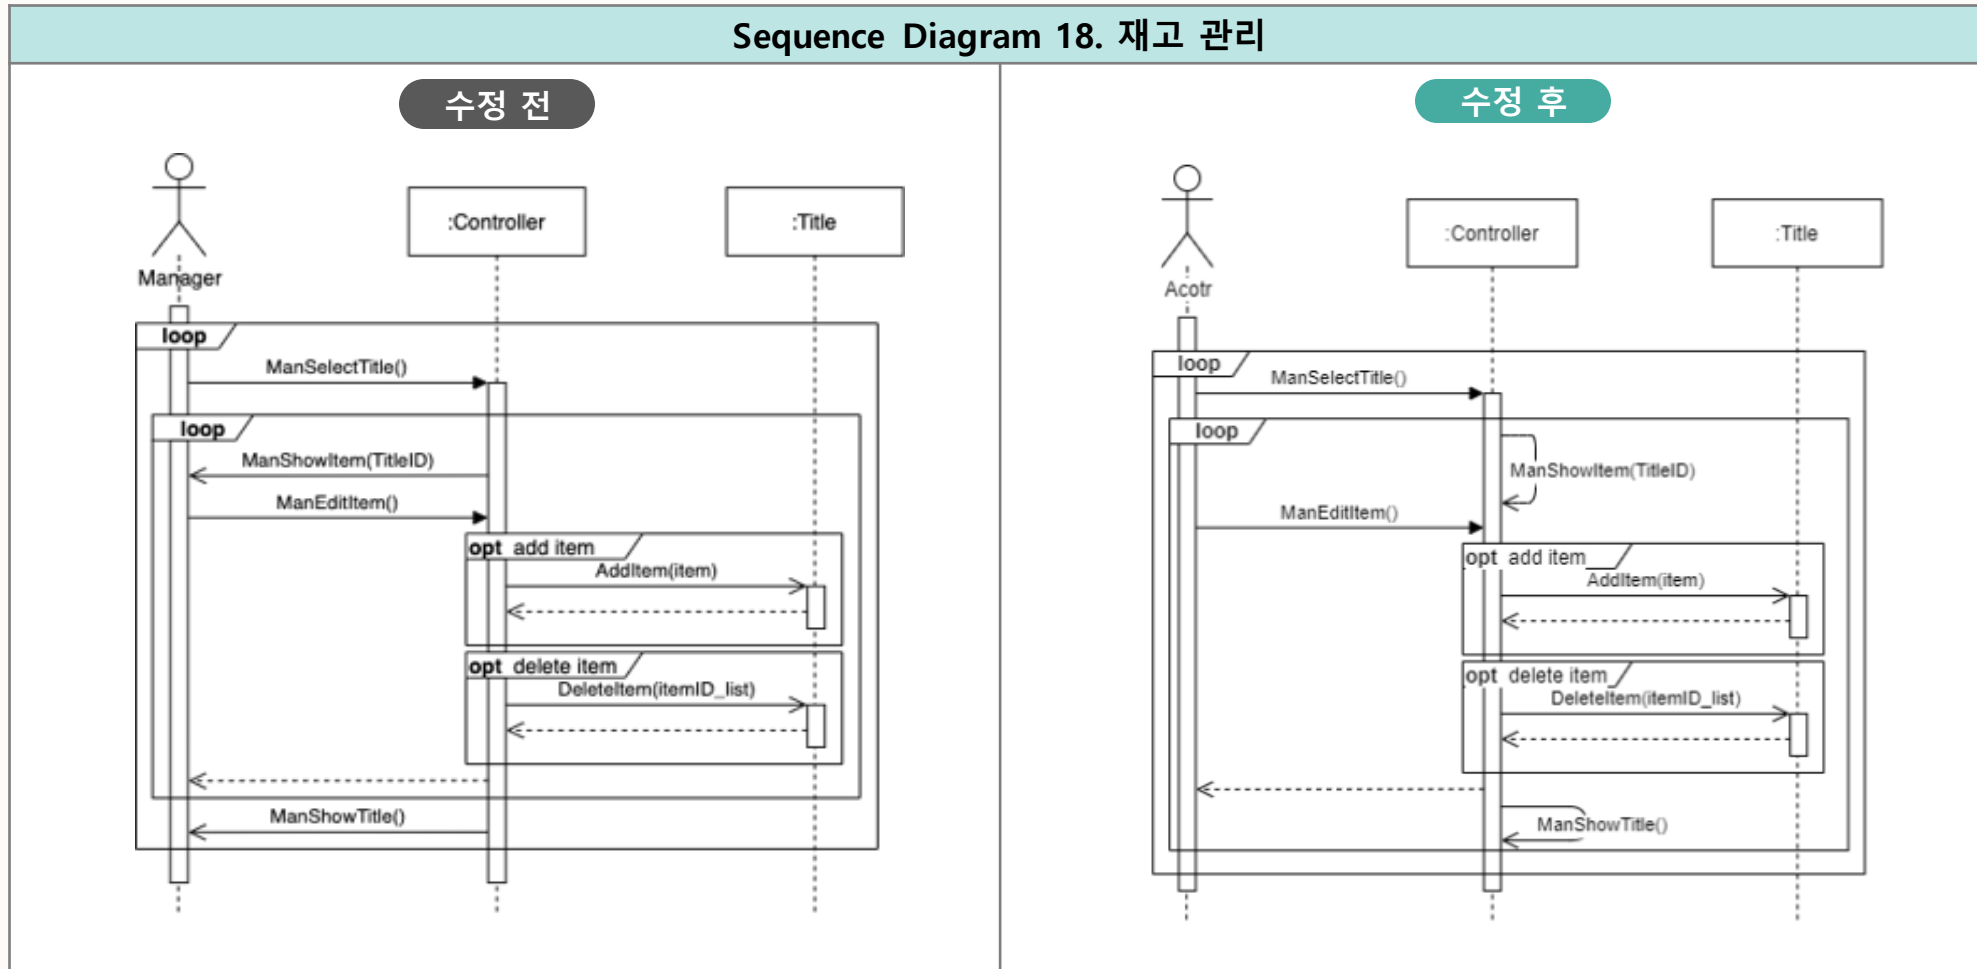 Sequence Diagram 18. 재고 관리
수정 전
:Controller
:Title
Manager
loop
ManSelectTitle()
loop
ManShowItem(TitleID)
ManEditItem()
opt add item
AddItem(item)
opt delete item
DeleteItem(itemID_list)
ManShowTitle()
수정 후
:Controller
:Title
Acotr
loop
ManSelectTitle()
loop
ManShowItem(TitleID)
ManEditItem()
opt add item
AddItem(item)
opt delete item
DeleteItem(itemID_list)
ManShowTitle()